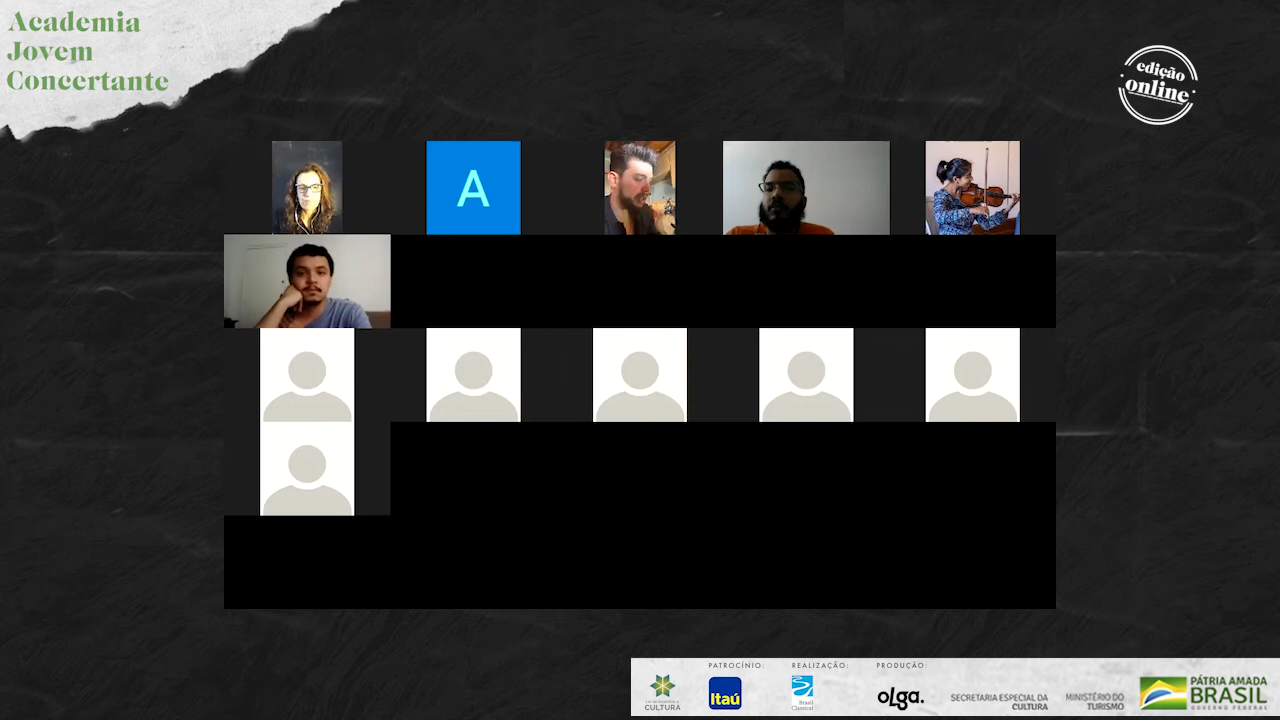 Academia
Jovem
Concertante
edição
online
A
PATROCÍNIO:
REALIZAÇÃO:
PRODUÇÃO:
CULTURA
Itaú
Brasil
Classical
olga.
SECRETARIA ESPECIAL DA
CULTURA
MINISTÉRIO DO
TURISMO
PÁTRIA AMADA
BRASIL
GOVERNO FEDERAL